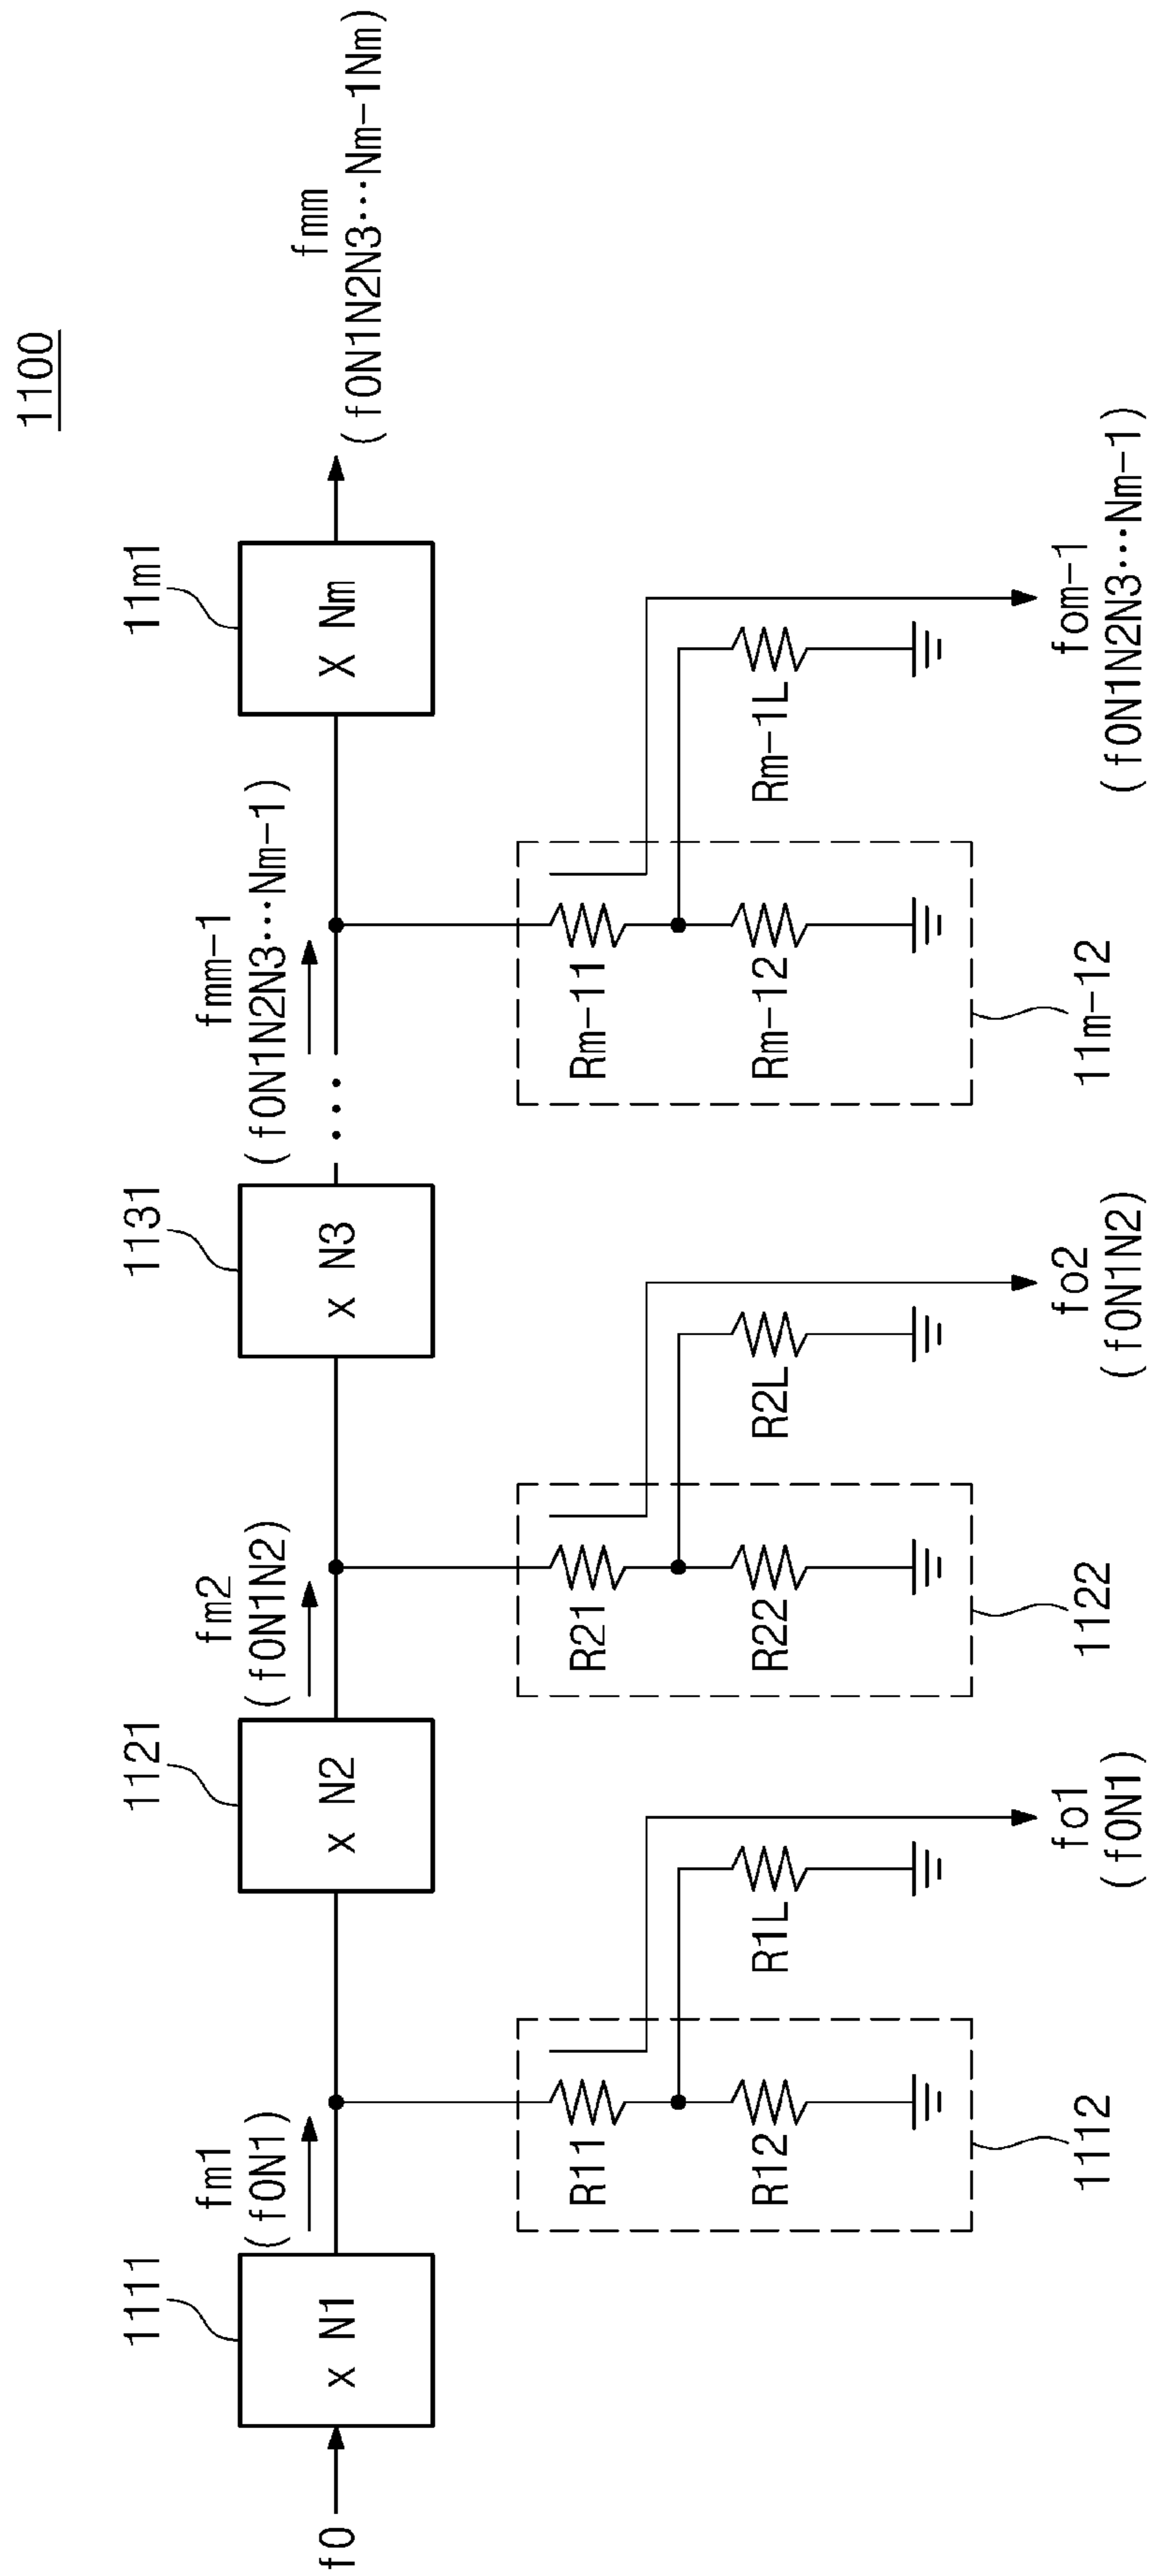 1100
1111
1121
1131
11m1
f0
x N1
fm1
(f0N1)
x N2
fm2
(f0N1N2)
x N3
...
fmm-1
(f0N1N2N3···Nm-1)
X Nm
fmm
(f0N1N2N3···Nm-1Nm)
R11
R12
R1L
R21
R22
R2L
Rm-11
Rm-12
Rm-1L
1112
fo1
(f0N1)
1122
fo2
(f0N1N2)
11m-12
fom-1
(f0N1N2N3···Nm-1)